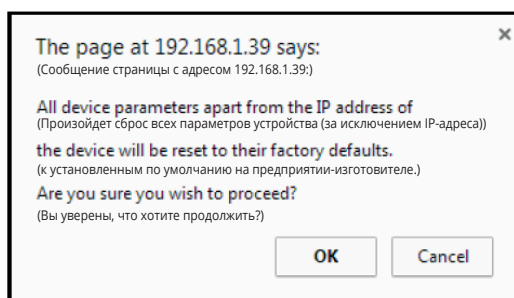 The page at 192.168.1.39 says:
(Сообщение страницы с адресом 192.168.1.39:)
All device parameters apart from the IP address of
(Произойдет сброс всех параметров устройства (за исключением IP-адреса))
the device will be reset to their factory defaults.
(к установленным по умолчанию на предприятии-изготовителе.)
Are you sure you wish to proceed?
(Вы уверены, что хотите продолжить?)
OK Cancel